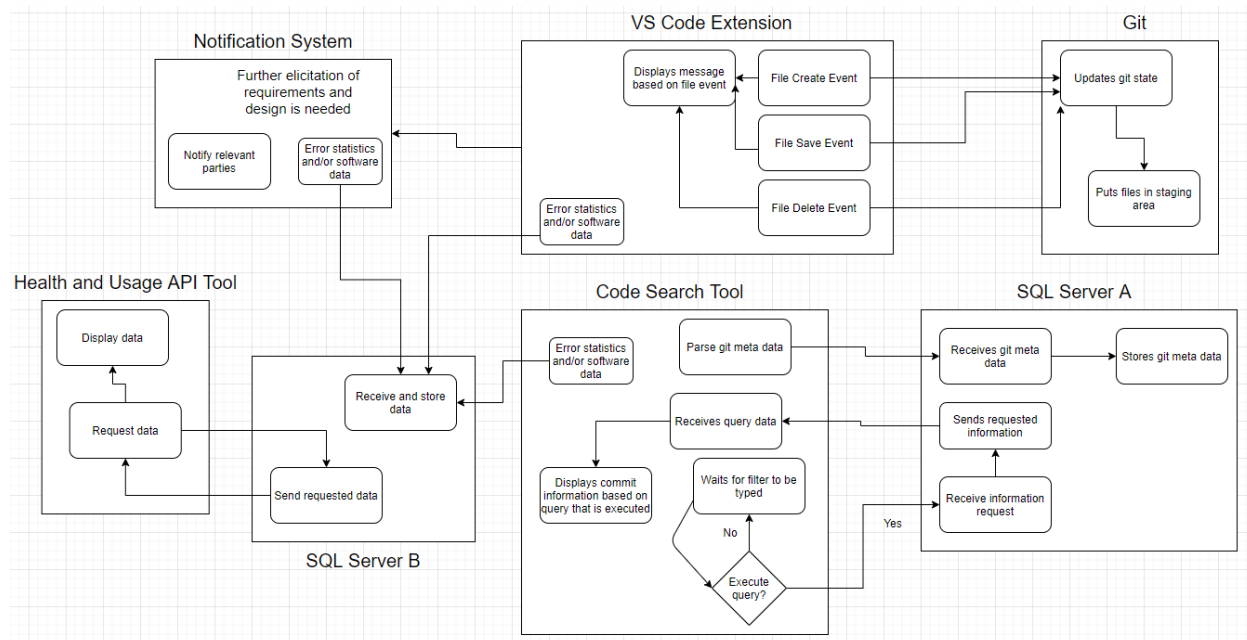 VS Code Extension
Git
Notification System
Further elicitation of
requirements and
design is needed
Notify relevant
parties
Error statistics
and/or software
data
Displays message
based on file event
File Create Event
File Save Event
File Delete Event
Error statistics
and/or software
data
Updates git state
Puts files in staging
area
Health and Usage API Tool
Display data
Request data
Receive and store
data
Send requested data
SQL Server B
Code Search Tool
Error statistics
and/or software
data
Parse git meta data
Receives query data
Displays commit
information based on
query that is executed
Waits for filter to be
typed
No
Execute
query?
Yes
SQL Server A
Receives git meta
data
Stores git meta data
Sends requested
information
Receive information
request